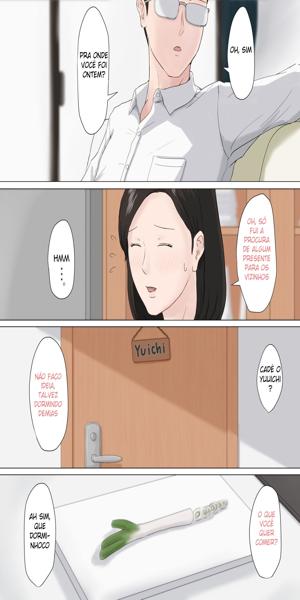 OH, SIM
PRA ONDE
VOCÊ FOI
ONTEM?
OH, SÓ
FUI A
PROCURA
DE ALGUM
PRESENTE
PARA OS
VIZINHOS
HMM
...
CADÊ O
YUUICHI?
Yuichi
NÃO FAÇO
IDEIA,
TALVEZ
DORMINDO
DEMIAS
O QUE
VOCÊ
QUER
COMER?
AH SIM,
QUE
DORMI-
NHOCO